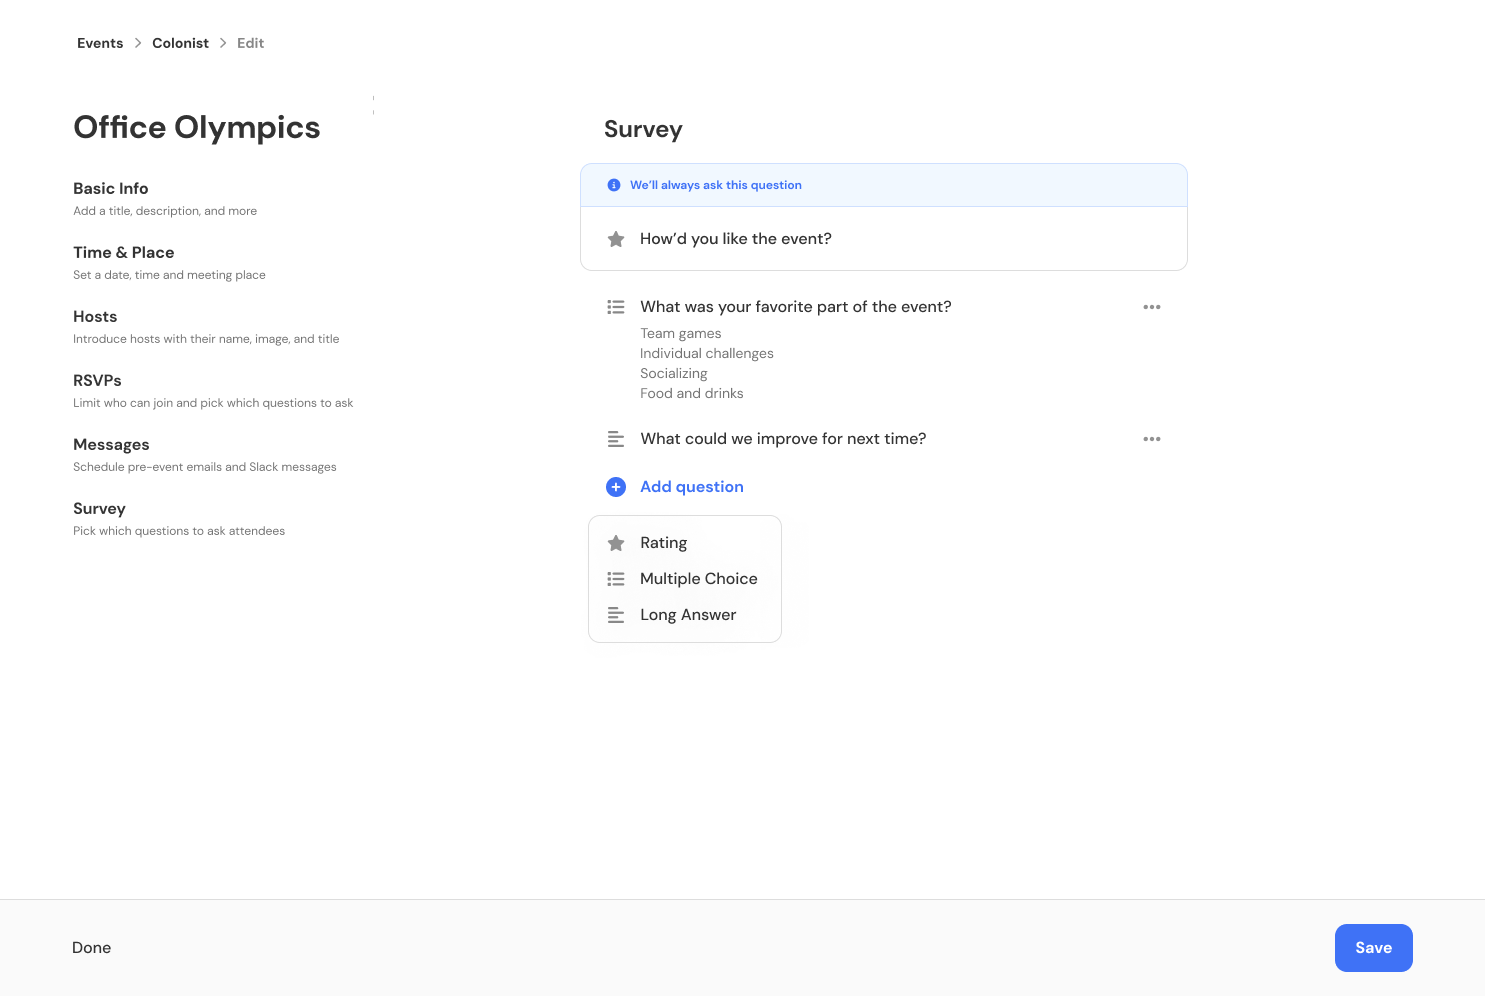 Events > Colonist > Edit
Office Olympics
Basic Info
Add a title, description, and more
Time & Place
Set a date, time and meeting place
Hosts
Introduce hosts with their name, image, and title
RSVPs
Limit who can join and pick which questions to ask
Messages
Schedule pre-event emails and Slack messages
Survey
Pick which questions to ask attendees
Survey
We’ll always ask this question
How’d you like the event?
What was your favorite part of the event?
Team games
Individual challenges
Socializing
Food and drinks
What could we improve for next time?
Add question
Rating
Multiple Choice
Long Answer
Done
Save